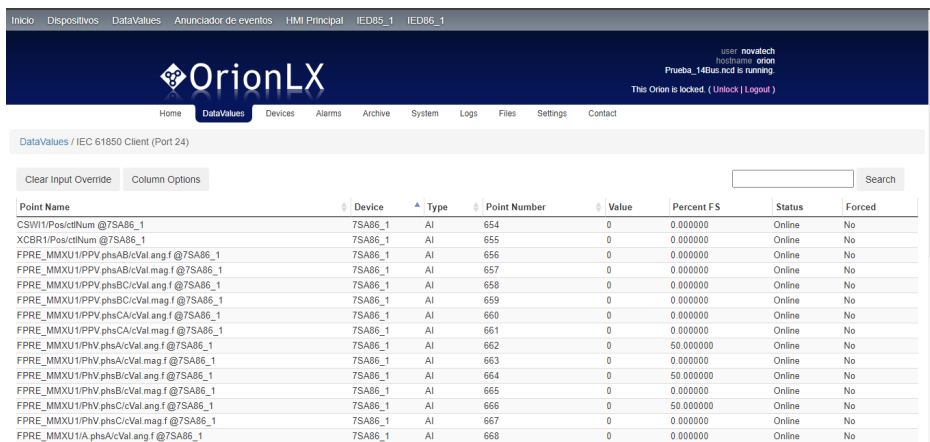 Inicio Dispositivos DataValues Anunciador de eventos HMI Principal IED85_1 IED86_1
user novatech
hostname orion
Prueba_14Bus.ncd is running.
OrionLX
This Orion is locked. ( Unlock | Logout )
Home DataValues Devices Alarms Archive System Logs Files Settings Contact
DataValues / IEC 61850 Client (Port 24)
Clear Input Override Column Options Search
Point Name Device Type Point Number Value Percent FS Status Forced
CSWI1/Pos/ctlNum @7SA86_1 7SA86_1 AI 654 0 0.000000 Online No
XCBR1/Pos/ctlNum @7SA86_1 7SA86_1 AI 655 0 0.000000 Online No
FPRE_MMXU1/PPV.phsAB/cVal.ang.f @7SA86_1 7SA86_1 AI 656 0 0.000000 Online No
FPRE_MMXU1/PPV.phsAB/cVal.mag.f @7SA86_1 7SA86_1 AI 657 0 0.000000 Online No
FPRE_MMXU1/PPV.phsBC/cVal.ang.f @7SA86_1 7SA86_1 AI 658 0 0.000000 Online No
FPRE_MMXU1/PPV.phsBC/cVal.mag.f @7SA86_1 7SA86_1 AI 659 0 0.000000 Online No
FPRE_MMXU1/PPV.phsCA/cVal.ang.f @7SA86_1 7SA86_1 AI 660 0 0.000000 Online No
FPRE_MMXU1/PPV.phsCA/cVal.mag.f @7SA86_1 7SA86_1 AI 661 0 0.000000 Online No
FPRE_MMXU1/PhV.phsA/cVal.ang.f @7SA86_1 7SA86_1 AI 662 0 50.000000 Online No
FPRE_MMXU1/PhV.phsA/cVal.mag.f @7SA86_1 7SA86_1 AI 663 0 0.000000 Online No
FPRE_MMXU1/PhV.phsB/cVal.ang.f @7SA86_1 7SA86_1 AI 664 0 50.000000 Online No
FPRE_MMXU1/PhV.phsB/cVal.mag.f @7SA86_1 7SA86_1 AI 665 0 0.000000 Online No
FPRE_MMXU1/PhV.phsC/cVal.ang.f @7SA86_1 7SA86_1 AI 666 0 50.000000 Online No
FPRE_MMXU1/PhV.phsC/cVal.mag.f @7SA86_1 7SA86_1 AI 667 0 0.000000 Online No
FPRE_MMXU1/A.phsA/cVal.ang.f @7SA86_1 7SA86_1 AI 668 0 0.000000 Online No